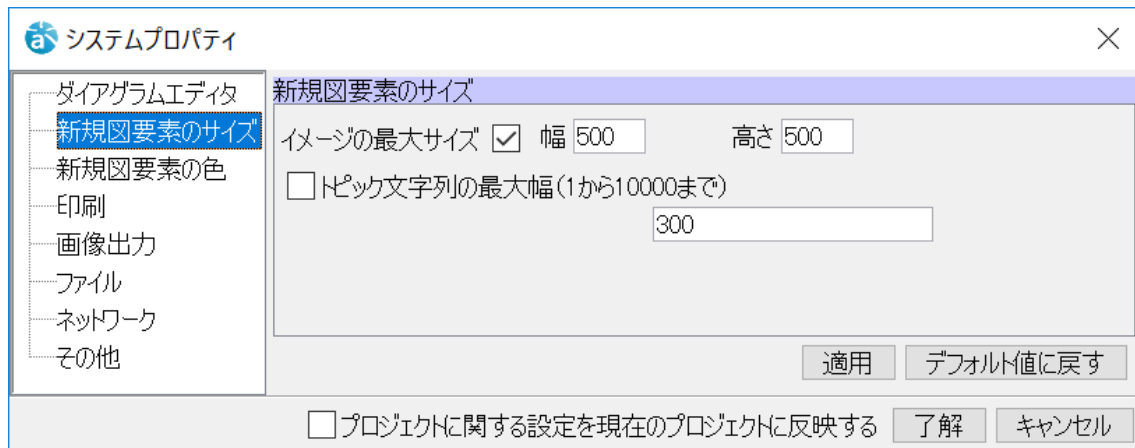 システムプロパティ
ダイアグラムエディタ
新規図要素のサイズ
新規図要素の色
印刷
画像出力
ファイル
ネットワーク
その他
新規図要素のサイズ
イメージの最大サイズ 幅 500 高さ 500
トピック文字列の最大幅(1から10000まで)
300
適用 デフォルト値に戻す
プロジェクトに関する設定を現在のプロジェクトに反映する 了解 キャンセル